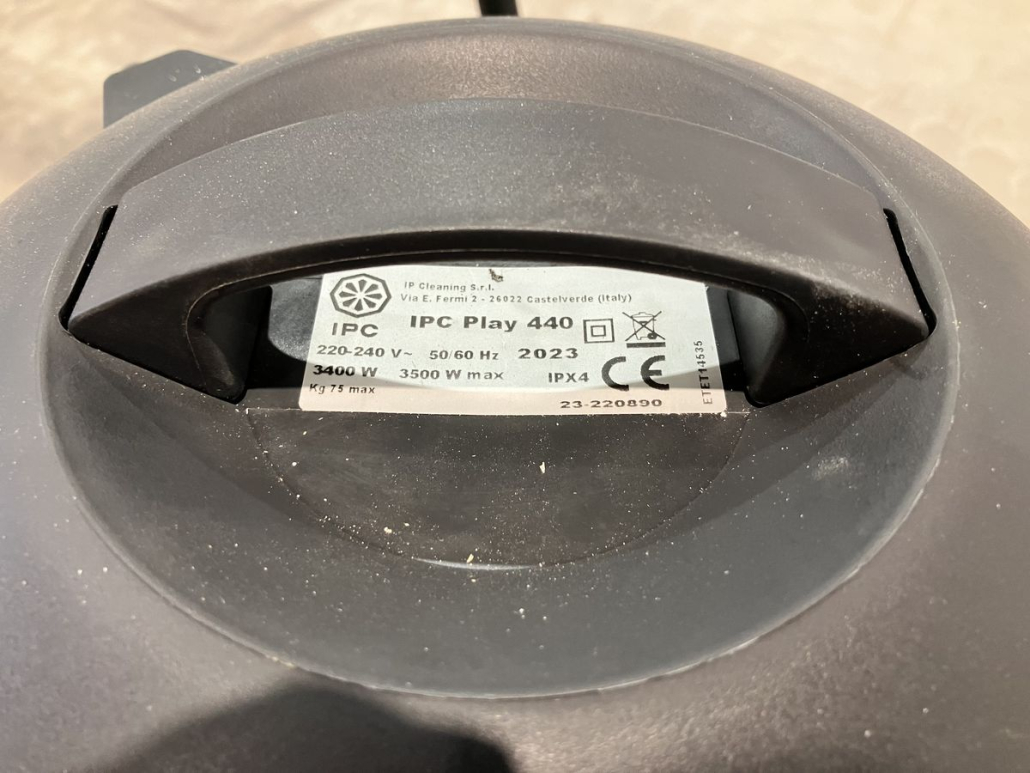 IP Cleaning S.r.l.
Via E. Fermi 2 - 26022 Castelverde (Italy)
IPC
IPC Play 440
220-240 V~ 50/60 Hz 2023
3400 W 3500 W max IPX4 CE
Kg 75 max
23-220890
ETET14535